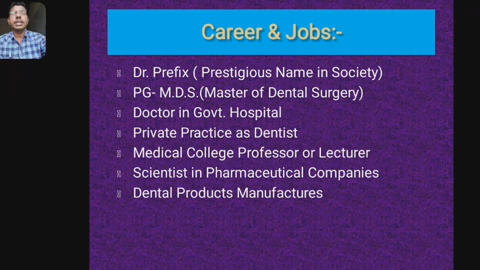 Career & Jobs:-
Dr. Prefix ( Prestigious Name in Society)
PG- M.D.S.(Master of Dental Surgery)
Doctor in Govt. Hospital
Private Practice as Dentist
Medical College Professor or Lecturer
Scientist in Pharmaceutical Companies
Dental Products Manufactures